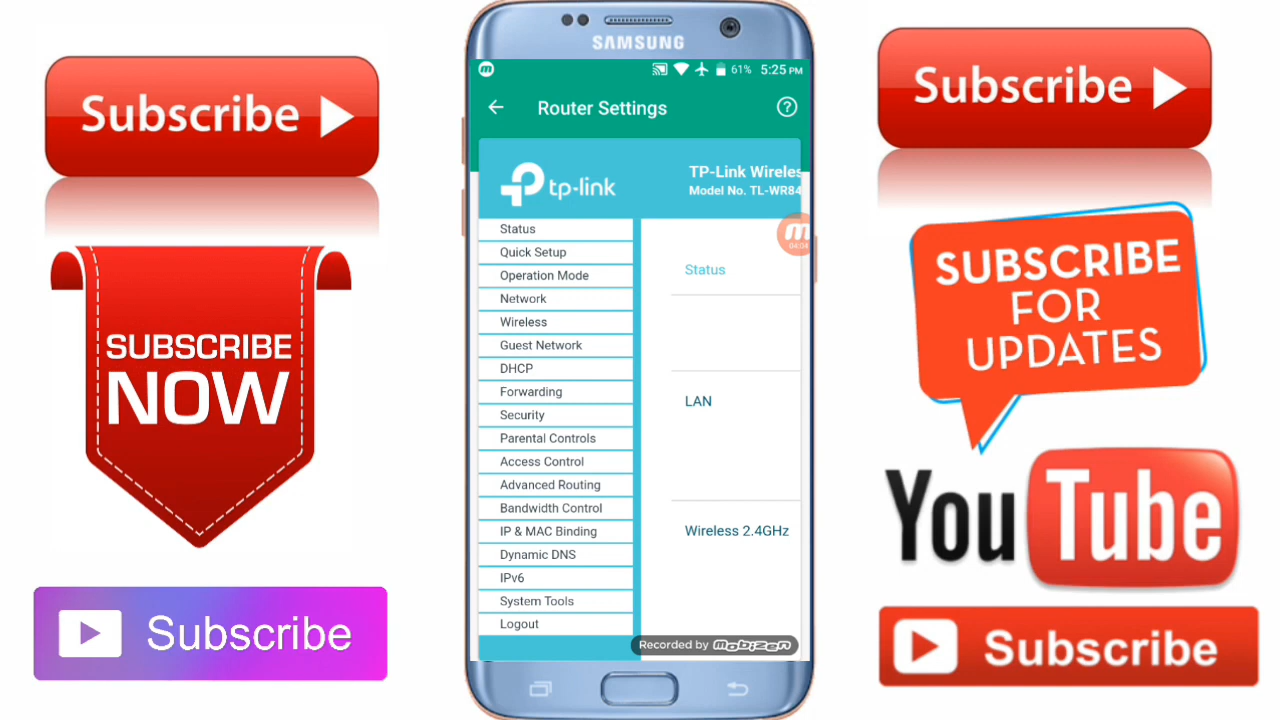 Subscribe
SUBSCRIBE
NOW
Subscribe
SAMSUNG
61% 5:25 PM
Router Settings
tp-link
TP-Link Wireles
Model No. TL-WR84
Status
Quick Setup
Operation Mode
Network
Wireless
Guest Network
DHCP
Forwarding
Security
Parental Controls
Access Control
Advanced Routing
Bandwidth Control
IP & MAC Binding
Dynamic DNS
IPv6
System Tools
Logout
04:04
Status
LAN
Wireless 2.4GHz
Recorded by mobizen
Subscribe
SUBSCRIBE
FOR
UPDATES
YouTube
Subscribe